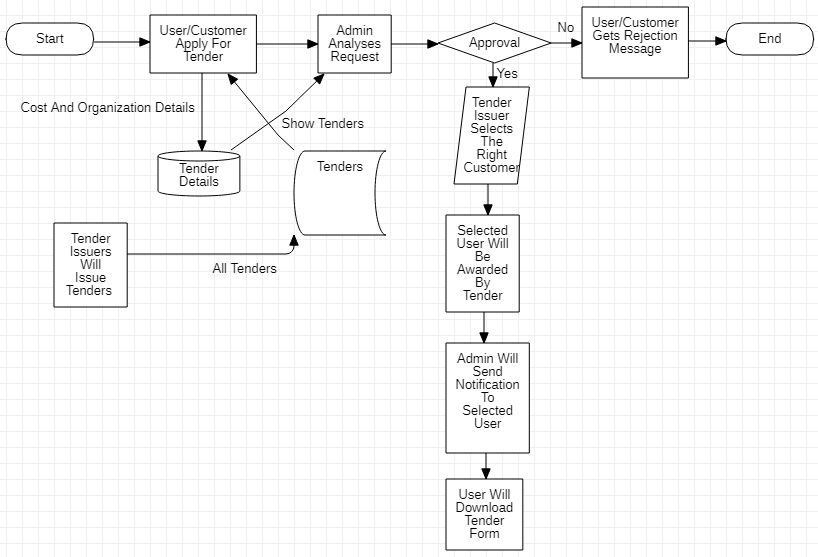 Start
User/Customer
Apply For
Tender
Admin
Analyses
Request
Approval
No
User/Customer
Gets Rejection
Message
End
Yes
Cost And Organization Details
Show Tenders
Tender
Details
Tenders
Tender
Issuer
Selects
The
Right
Customer
Tender
Issuers
Will
Issue
Tenders
All Tenders
Selected
User Will
Be
Awarded
By
Tender
Admin Will
Send
Notification
To
Selected
User
User Will
Download
Tender
Form